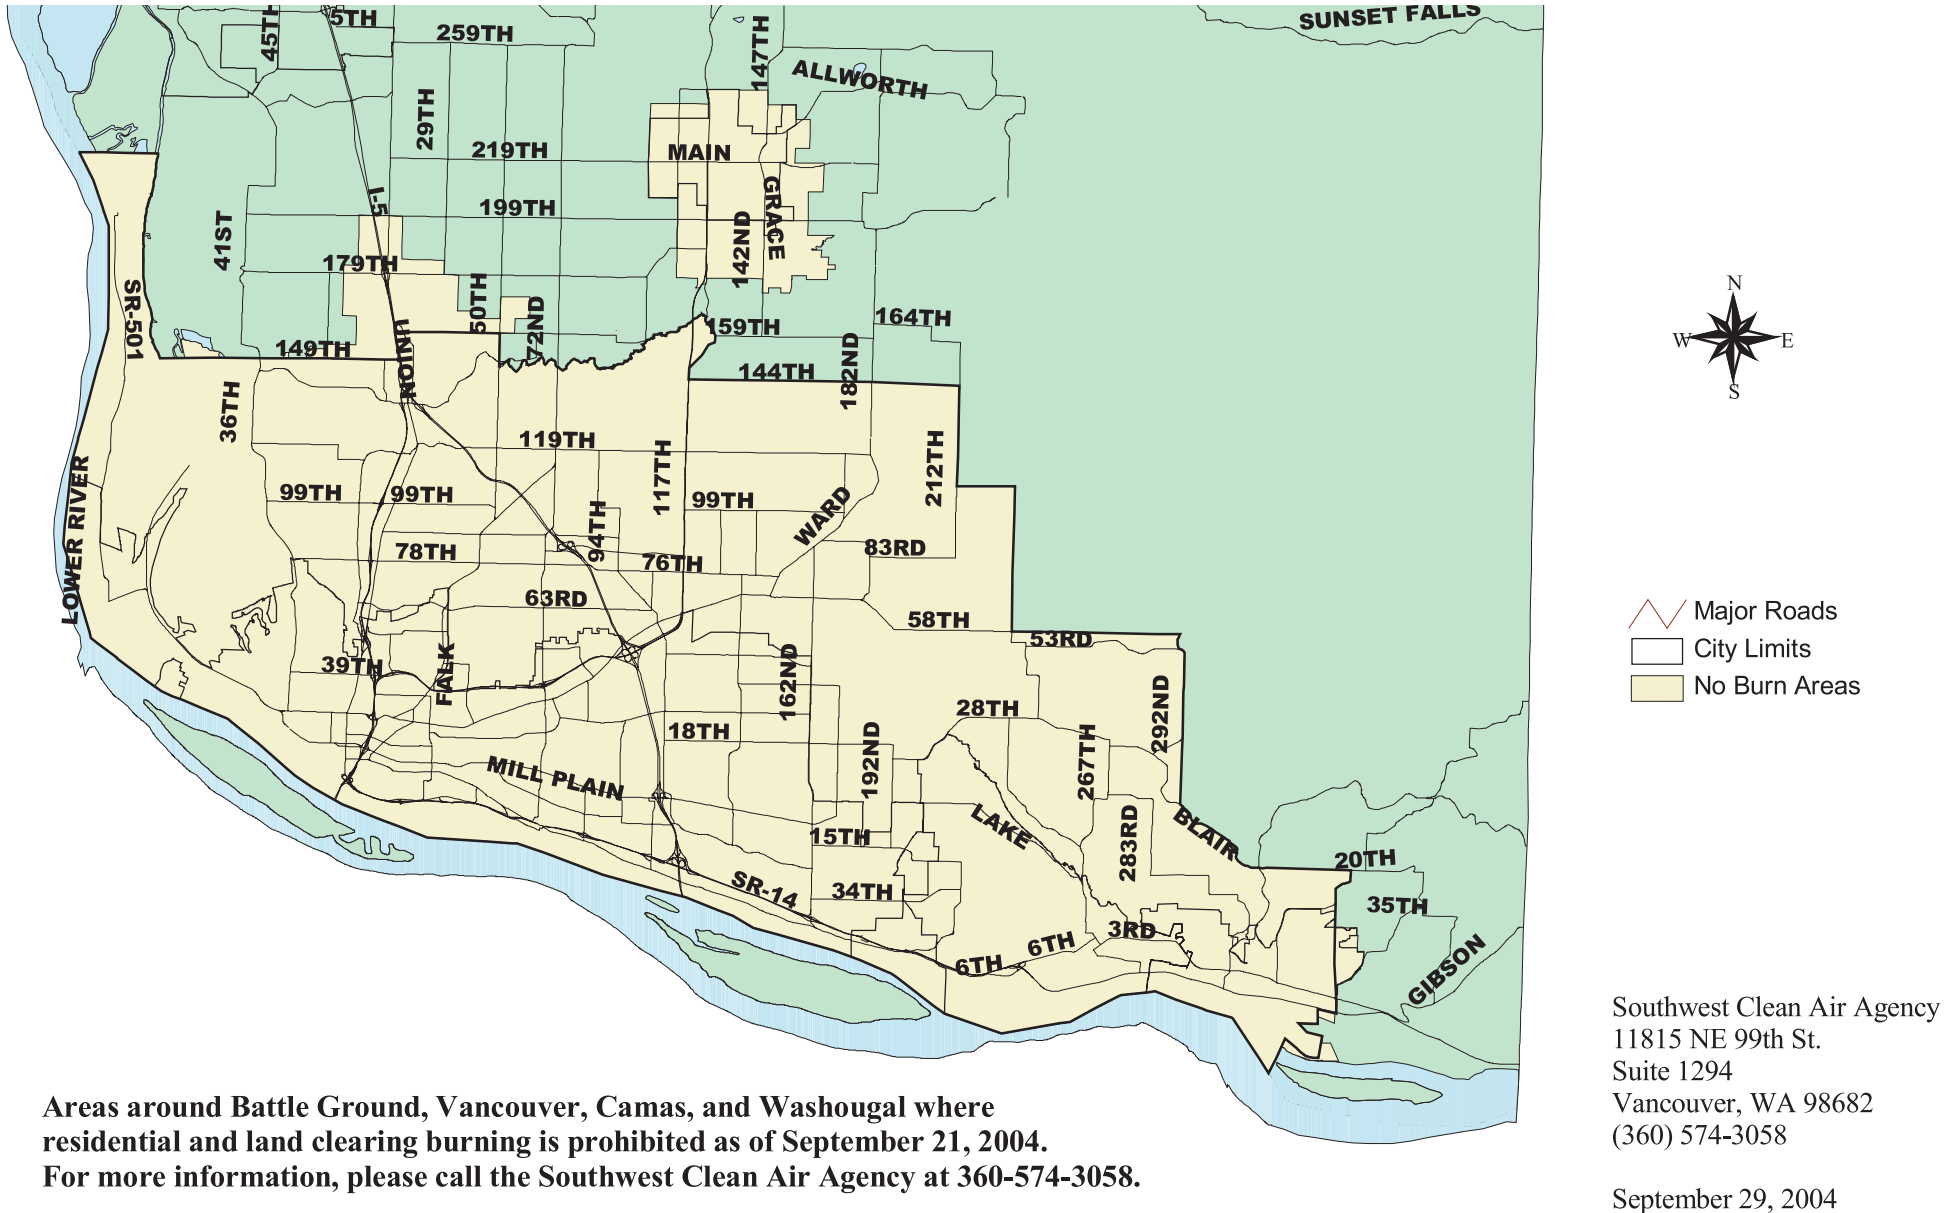 SUNSET FALLS
45TH
5TH
259TH
147TH
ALLWORTH
29TH
219TH
MAIN
I-5
199TH
GRACE
41ST
142ND
179TH
SR-501
50TH
72ND
UNION
159TH
164TH
149TH
144TH
182ND
36TH
119TH
117TH
212TH
LOWER RIVER
99TH
99TH
99TH
WARD
94TH
78TH
76TH
83RD
63RD
58TH
53RD
39TH
FALK
162ND
28TH
292ND
18TH
192ND
267TH
MILL PLAIN
LAKE
283RD
BLAIR
15TH
20TH
SR-14
34TH
35TH
3RD
6TH
6TH
GIBSON
N
W
E
S
Major Roads
City Limits
No Burn Areas
Southwest Clean Air Agency
11815 NE 99th St.
Suite 1294
Vancouver, WA 98682
(360) 574-3058
September 29, 2004
Areas around Battle Ground, Vancouver, Camas, and Washougal where
residential and land clearing burning is prohibited as of September 21, 2004.
For more information, please call the Southwest Clean Air Agency at 360-574-3058.